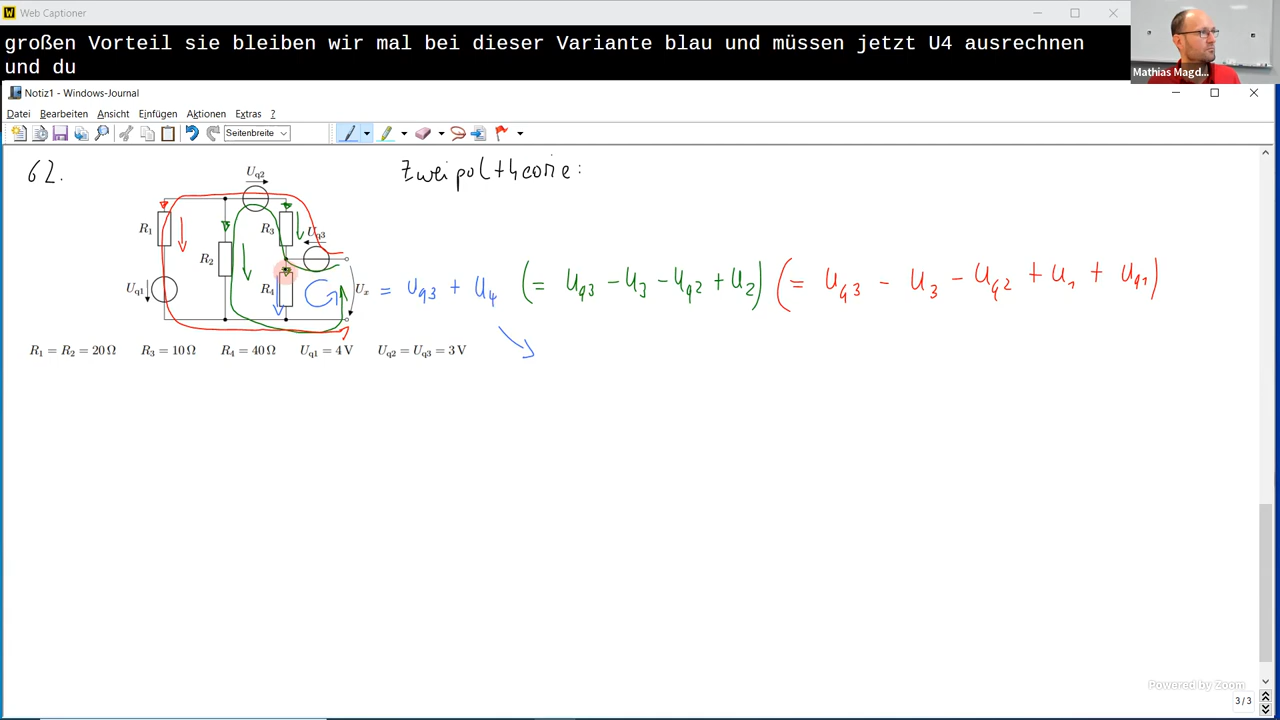 Web Captioner
großen Vorteil sie bleiben wir mal bei dieser Variante blau und müssen jetzt U4 ausrechnen
und du
Mathias Magd...
Notiz1 - Windows-Journal
Datei Bearbeiten Ansicht Einfügen Aktionen Extras ?
Seitenbreite
62.
Zweipoltheorie:
Uq2
R1
R3
Uq3
R2
Uq1
R4
Ux
= Uq3 + U4 (= Uq3 - U3 - Uq2 + U2) (= Uq3 - U3 - Uq2 + U1 + Uq1)
R1 = R2 = 20 Ω R3 = 10 Ω R4 = 40 Ω Uq1 = 4 V Uq2 = Uq3 = 3 V
Powered by Zoom
3/3